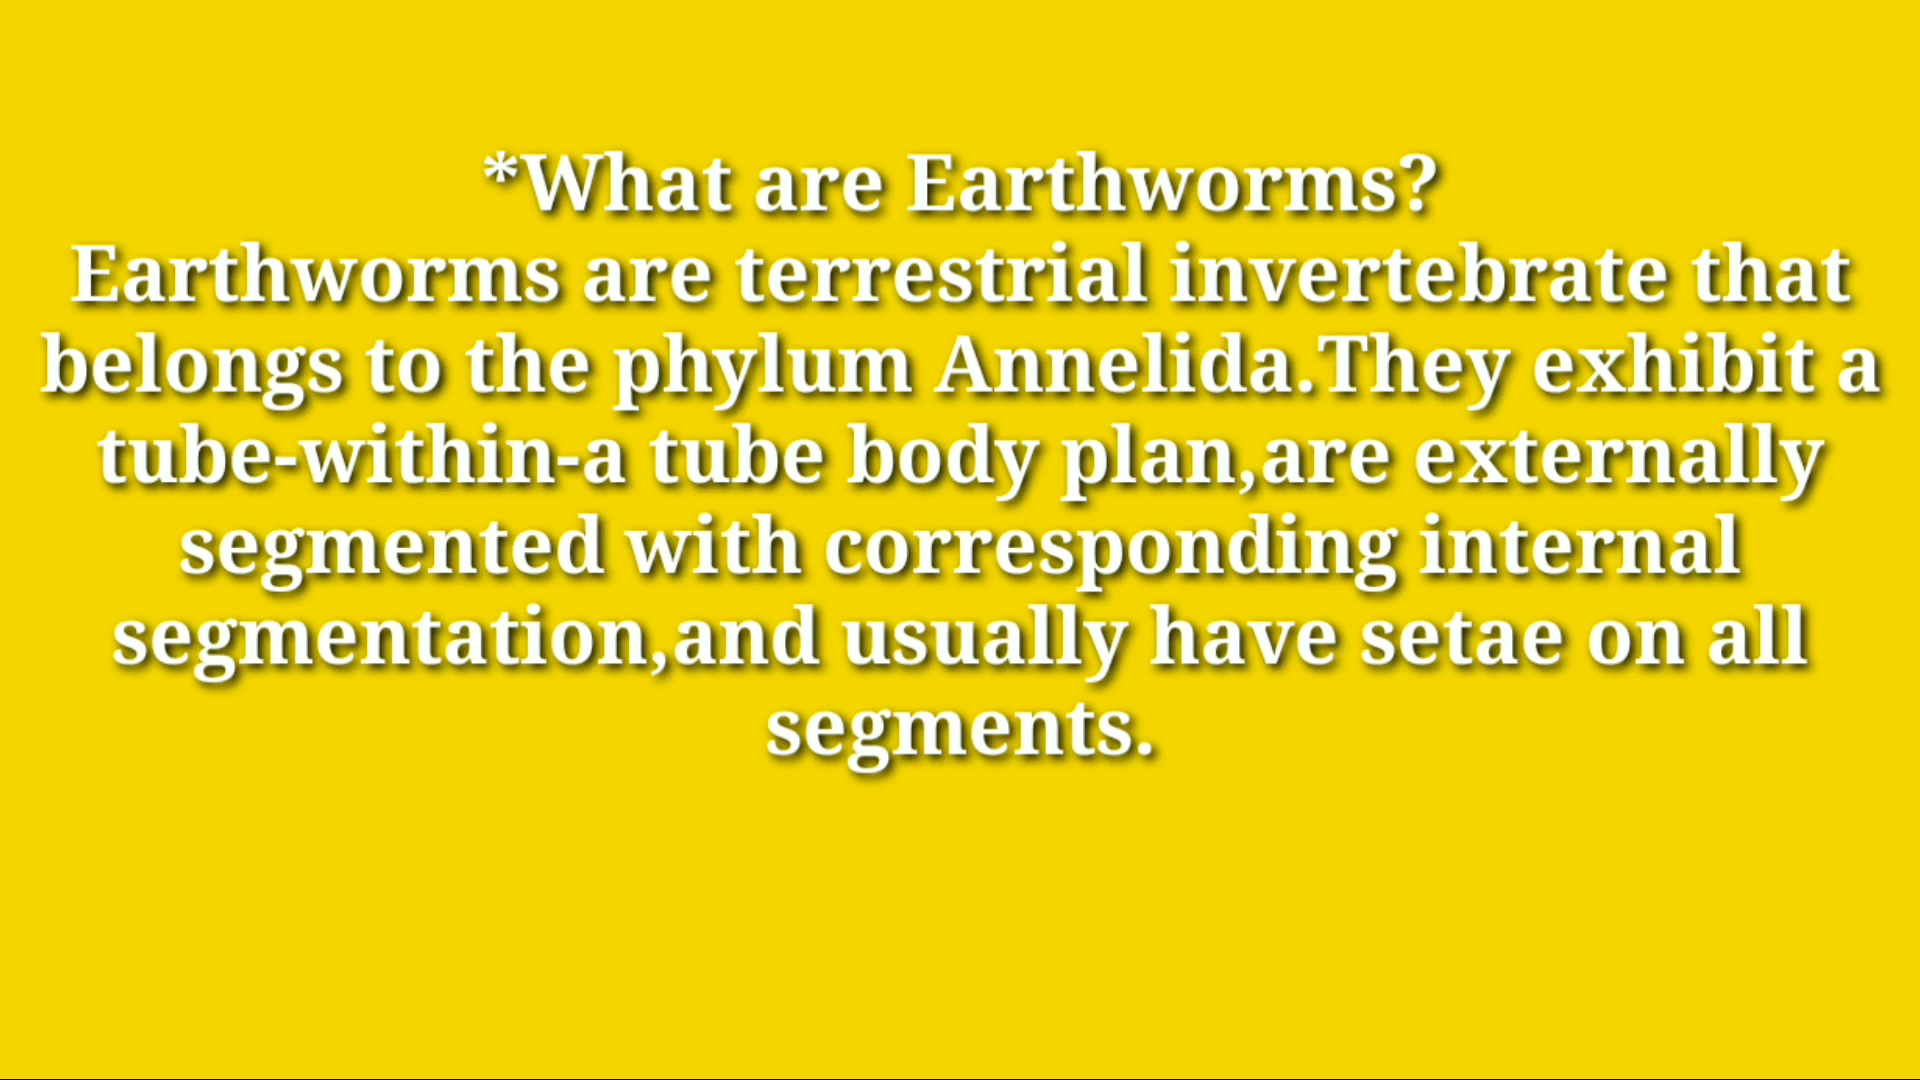 *What are Earthworms?
Earthworms are terrestrial invertebrate that
belongs to the phylum Annelida.They exhibit a
tube-within-a tube body plan,are externally
segmented with corresponding internal
segmentation,and usually have setae on all
segments.